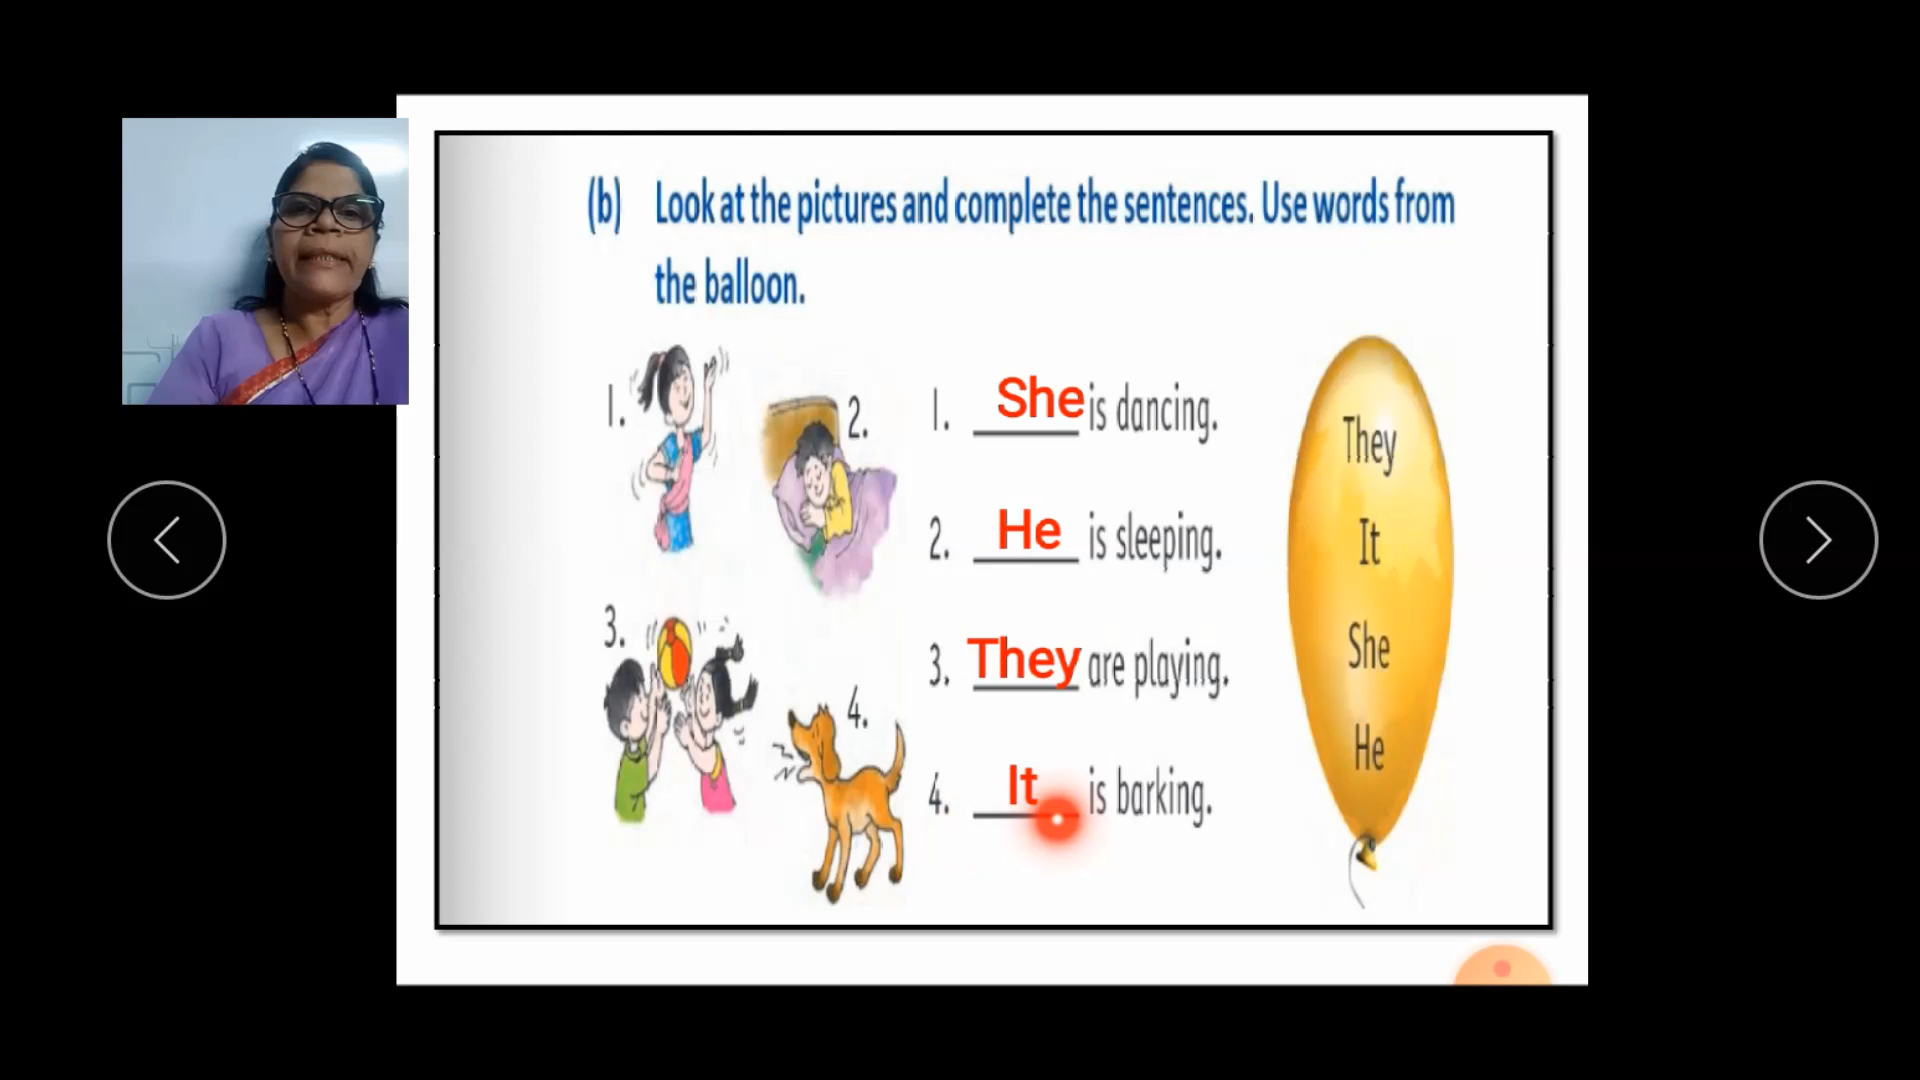 (b) Look at the pictures and complete the sentences. Use words from
the balloon.
1.
2.
3.
4.
1. She is dancing.
2. He is sleeping.
3. They are playing.
4. It is barking.
They
It
She
He